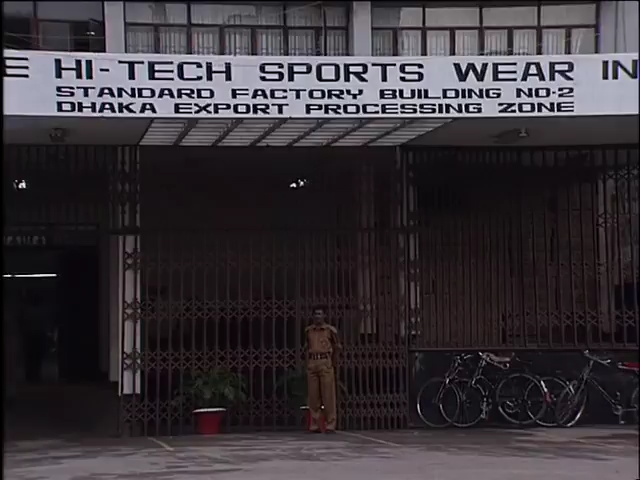 E HI-TECH SPORTS WEAR IN
STANDARD FACTORY BUILDING NO·2
DHAKA EXPORT PROCESSING ZONE